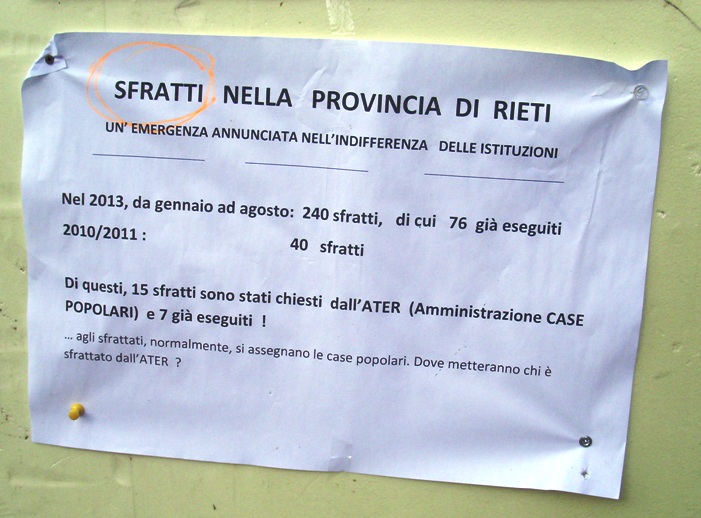 SFRATTI NELLA PROVINCIA DI RIETI
UN' EMERGENZA ANNUNCIATA NELL'INDIFFERENZA DELLE ISTITUZIONI
Nel 2013, da gennaio ad agosto: 240 sfratti, di cui 76 già eseguiti
2010/2011 : 40 sfratti
Di questi, 15 sfratti sono stati chiesti dall'ATER (Amministrazione CASE
POPOLARI) e 7 già eseguiti !
... agli sfrattati, normalmente, si assegnano le case popolari. Dove metteranno chi è
sfrattato dall'ATER ?